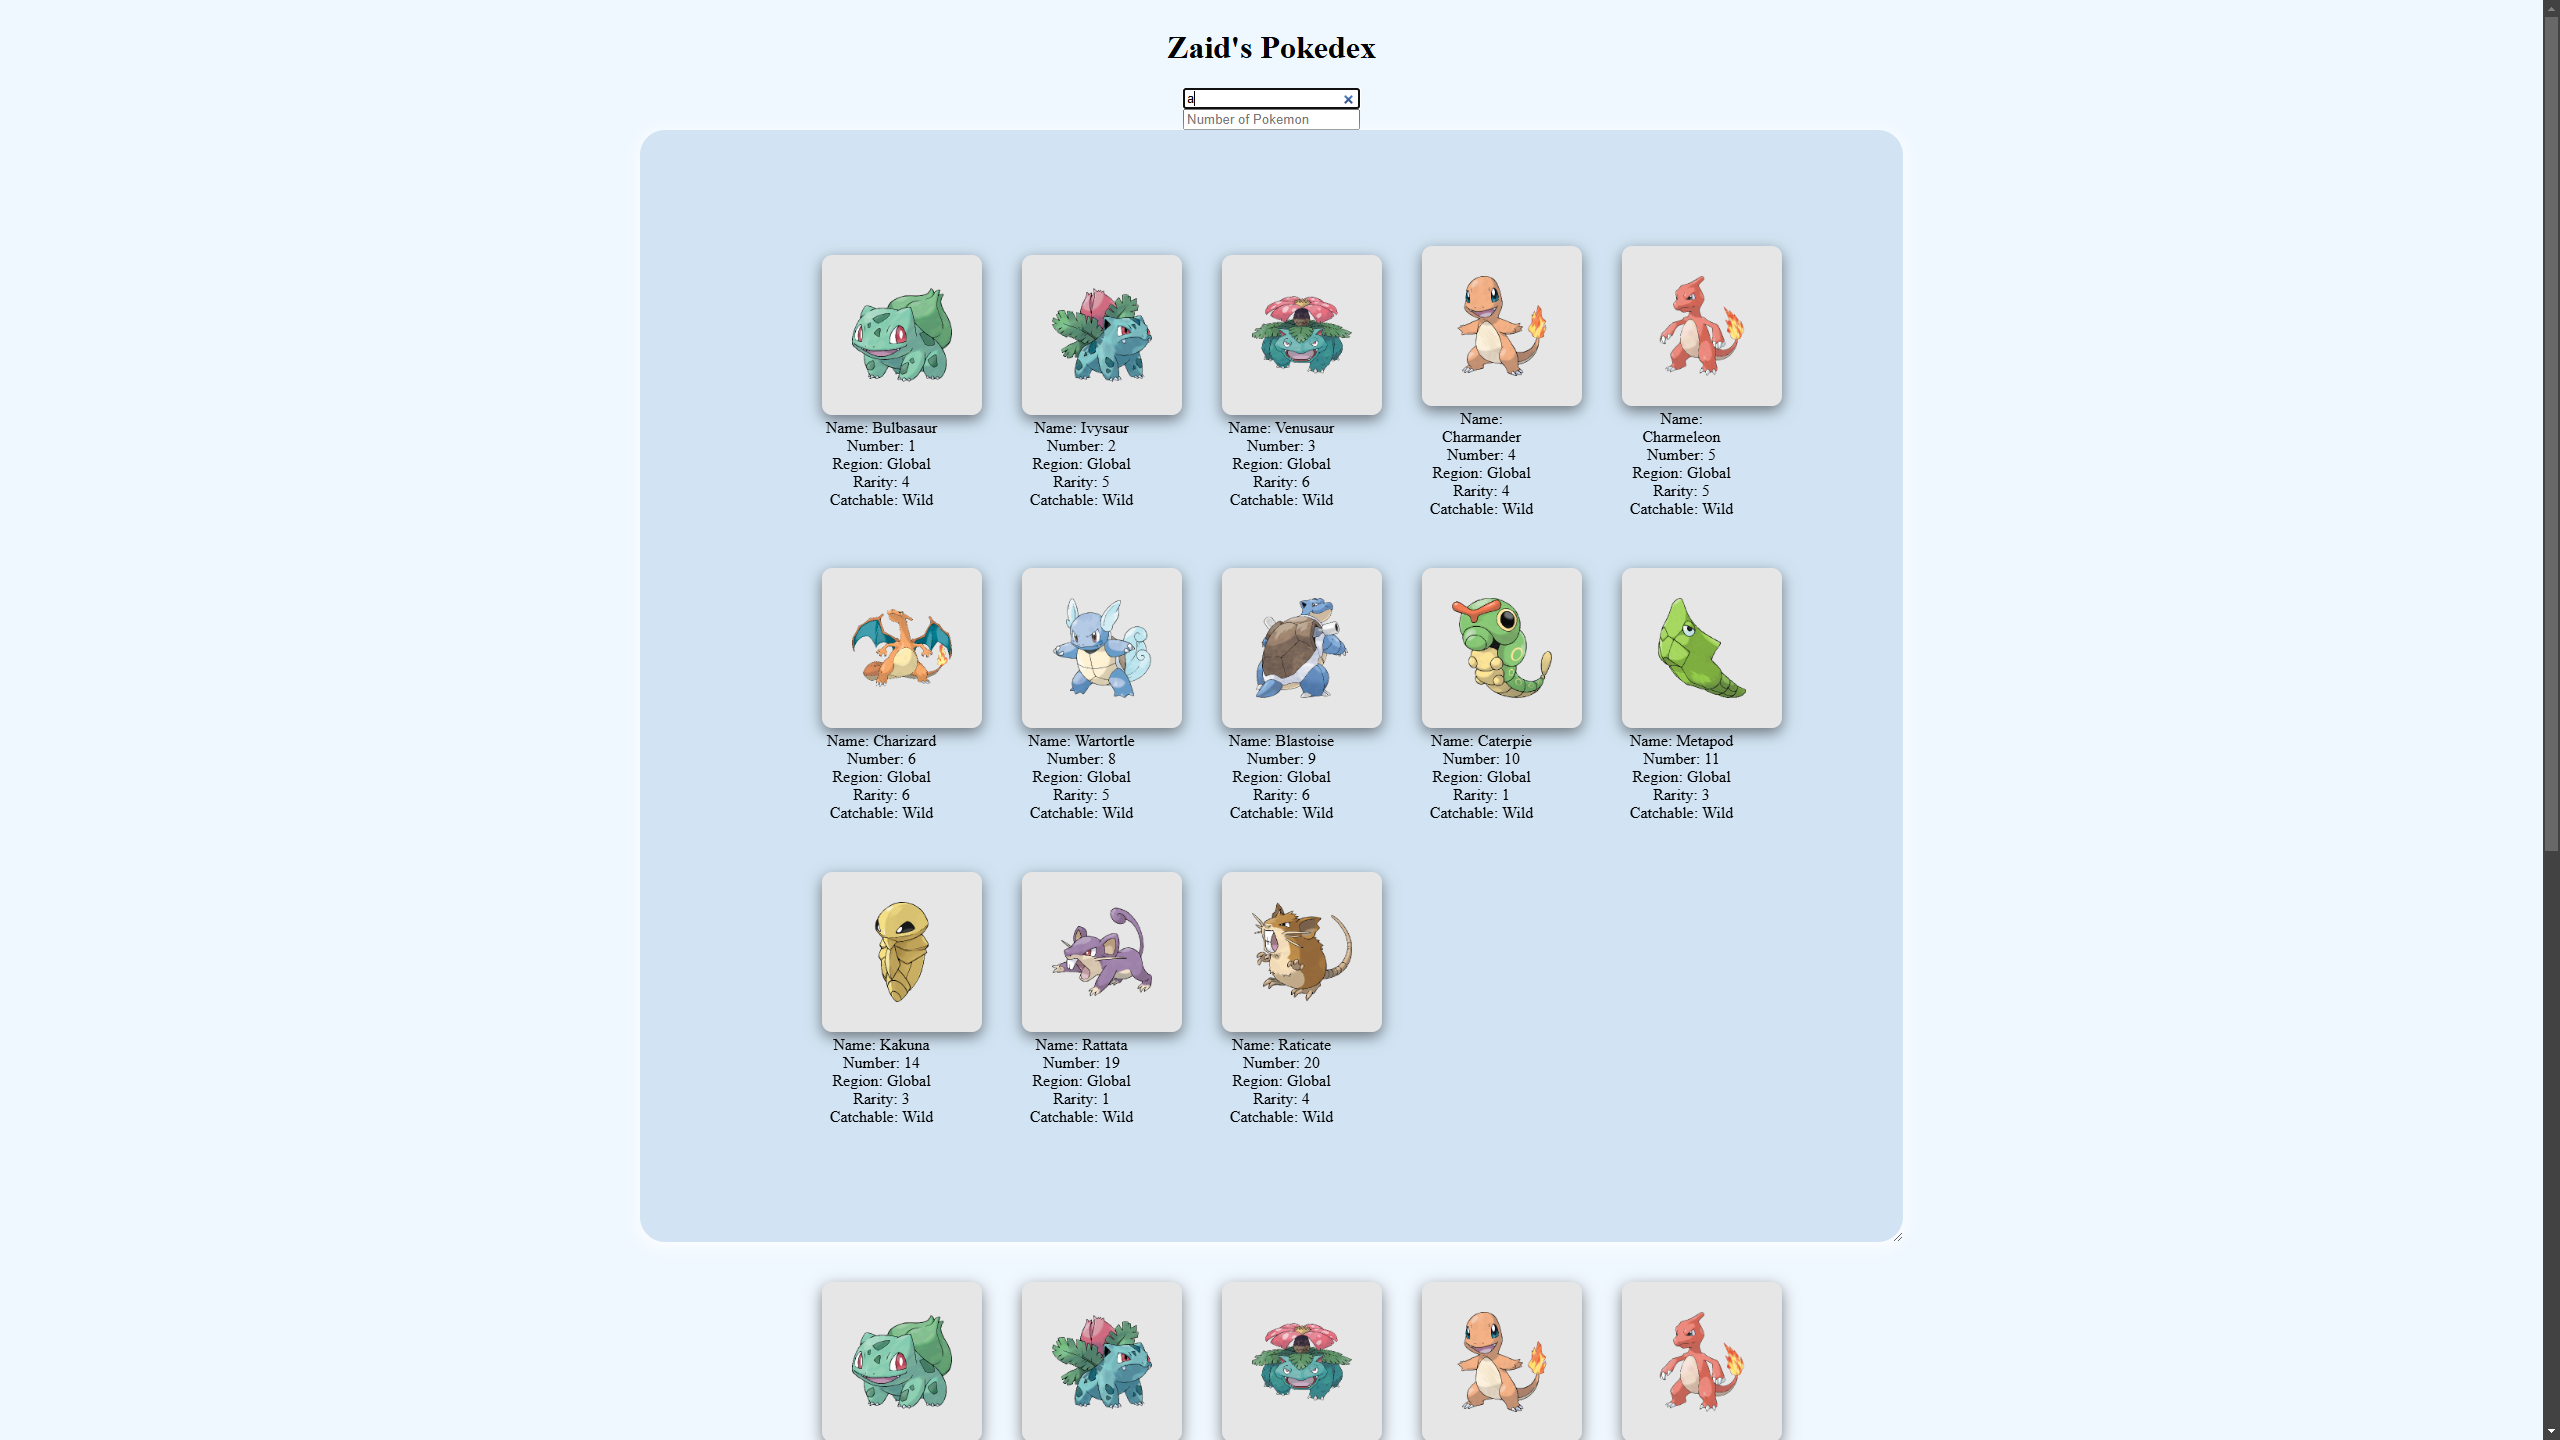 Zaid's Pokedex
a
Number of Pokemon
Name: Bulbasaur
Number: 1
Region: Global
Rarity: 4
Catchable: Wild
Name: Ivysaur
Number: 2
Region: Global
Rarity: 5
Catchable: Wild
Name: Venusaur
Number: 3
Region: Global
Rarity: 6
Catchable: Wild
Name:
Charmander
Number: 4
Region: Global
Rarity: 4
Catchable: Wild
Name:
Charmeleon
Number: 5
Region: Global
Rarity: 5
Catchable: Wild
Name: Charizard
Number: 6
Region: Global
Rarity: 6
Catchable: Wild
Name: Wartortle
Number: 8
Region: Global
Rarity: 5
Catchable: Wild
Name: Blastoise
Number: 9
Region: Global
Rarity: 6
Catchable: Wild
Name: Caterpie
Number: 10
Region: Global
Rarity: 1
Catchable: Wild
Name: Metapod
Number: 11
Region: Global
Rarity: 3
Catchable: Wild
Name: Kakuna
Number: 14
Region: Global
Rarity: 3
Catchable: Wild
Name: Rattata
Number: 19
Region: Global
Rarity: 1
Catchable: Wild
Name: Raticate
Number: 20
Region: Global
Rarity: 4
Catchable: Wild